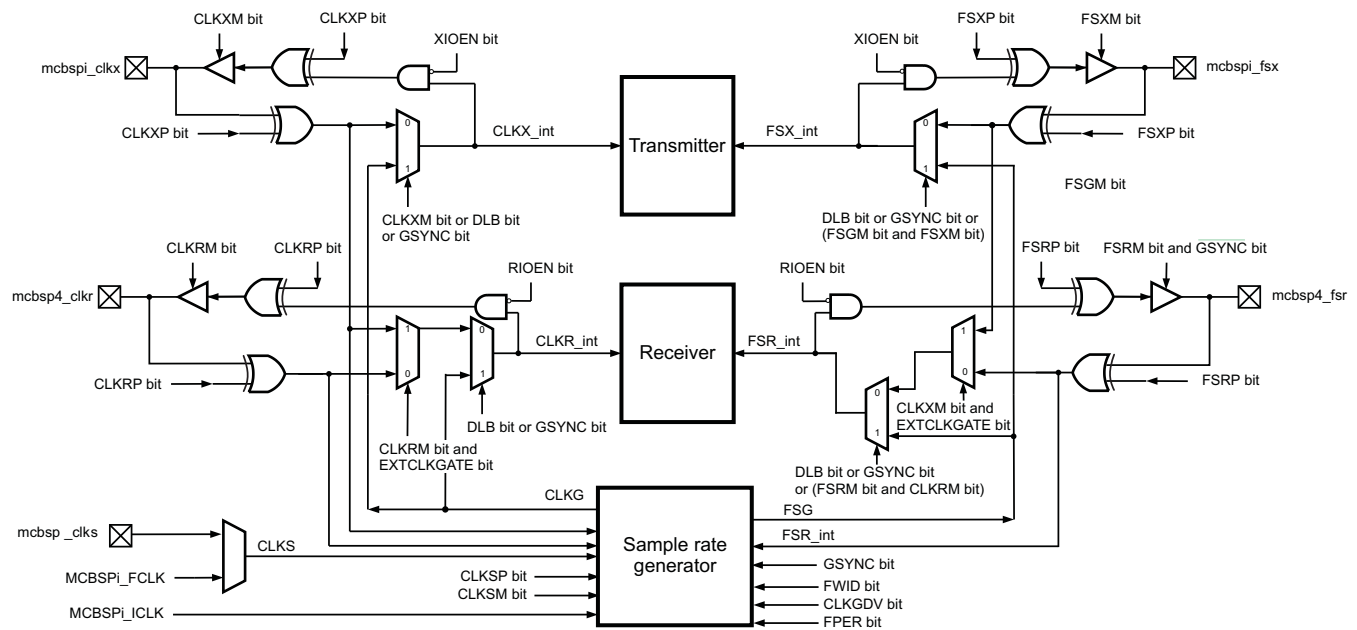 CLKXM bit
CLKXP bit
XIOEN bit
mcbspi_clkx
CLKXP bit
0
1
CLKX_int
CLKXM bit or DLB bit
or GSYNC bit
Transmitter
FSXP bit
FSXM bit
XIOEN bit
mcbspi_fsx
FSX_int
0
1
FSXP bit
FSGM bit
DLB bit or GSYNC bit or
(FSGM bit and FSXM bit)
CLKRM bit
CLKRP bit
RIOEN bit
mcbsp4_clkr
CLKRP bit
1
0
0
1
CLKR_int
DLB bit or GSYNC bit
CLKRM bit and
EXTCLKGATE bit
Receiver
RIOEN bit
FSRP bit
FSRM bit and GSYNC bit
mcbsp4_fsr
FSR_int
1
0
FSRP bit
CLKXM bit and
EXTCLKGATE bit
0
1
DLB bit or GSYNC bit
or (FSRM bit and CLKRM bit)
CLKG
mcbsp _clks
CLKS
MCBSPi_FCLK
CLKSP bit
CLKSM bit
MCBSPi_ICLK
Sample rate
generator
FSG
FSR_int
GSYNC bit
FWID bit
CLKGDV bit
FPER bit